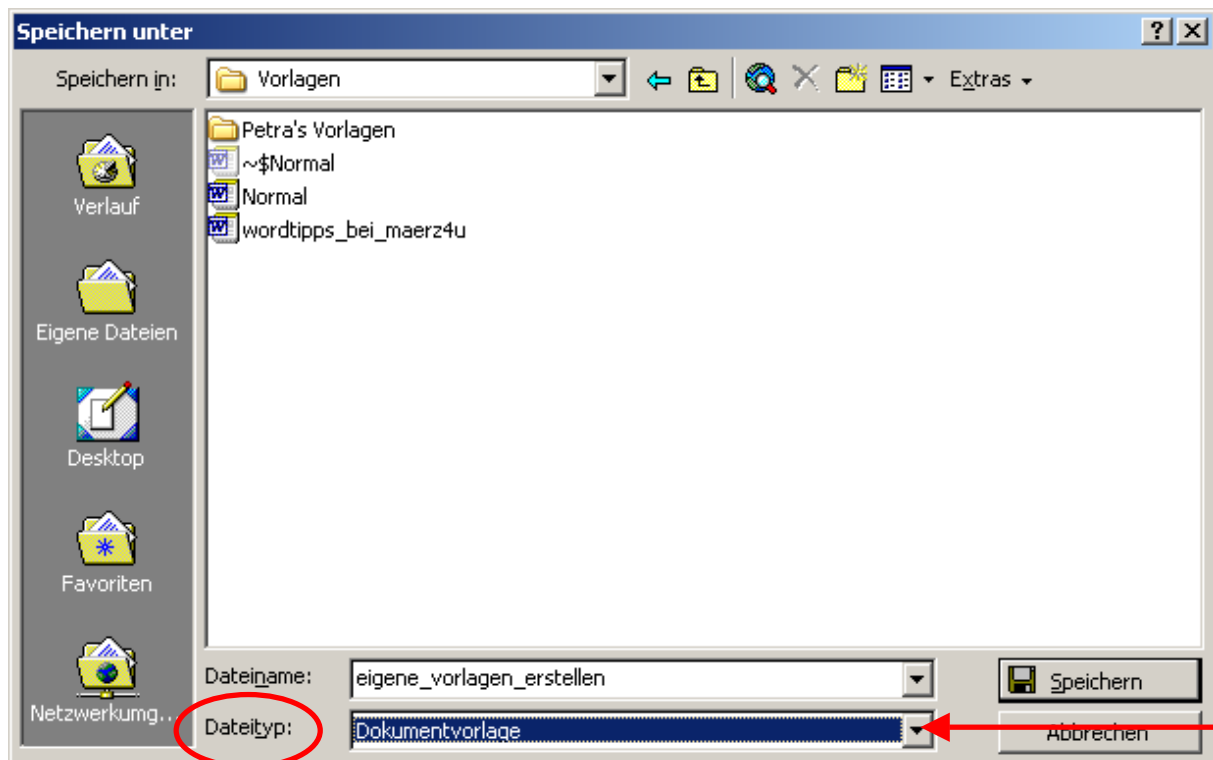 Speichern unter
Speichern in:
Vorlagen
Extras
Verlauf
Eigene Dateien
Desktop
Favoriten
Netzwerkumg...
Petra's Vorlagen
~$Normal
Normal
wordtipps_bei_maerz4u
Dateiname:
eigene_vorlagen_erstellen
Speichern
Dateityp:
Dokumentvorlage
Abbrechen